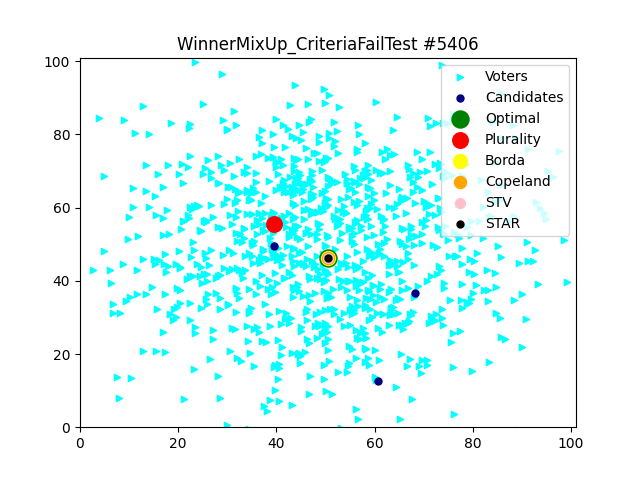 WinnerMixUp_CriteriaFailTest #5406
100
80
60
40
20
0
0
20
40
60
80
100
Voters
Candidates
Optimal
Plurality
Borda
Copeland
STV
STAR